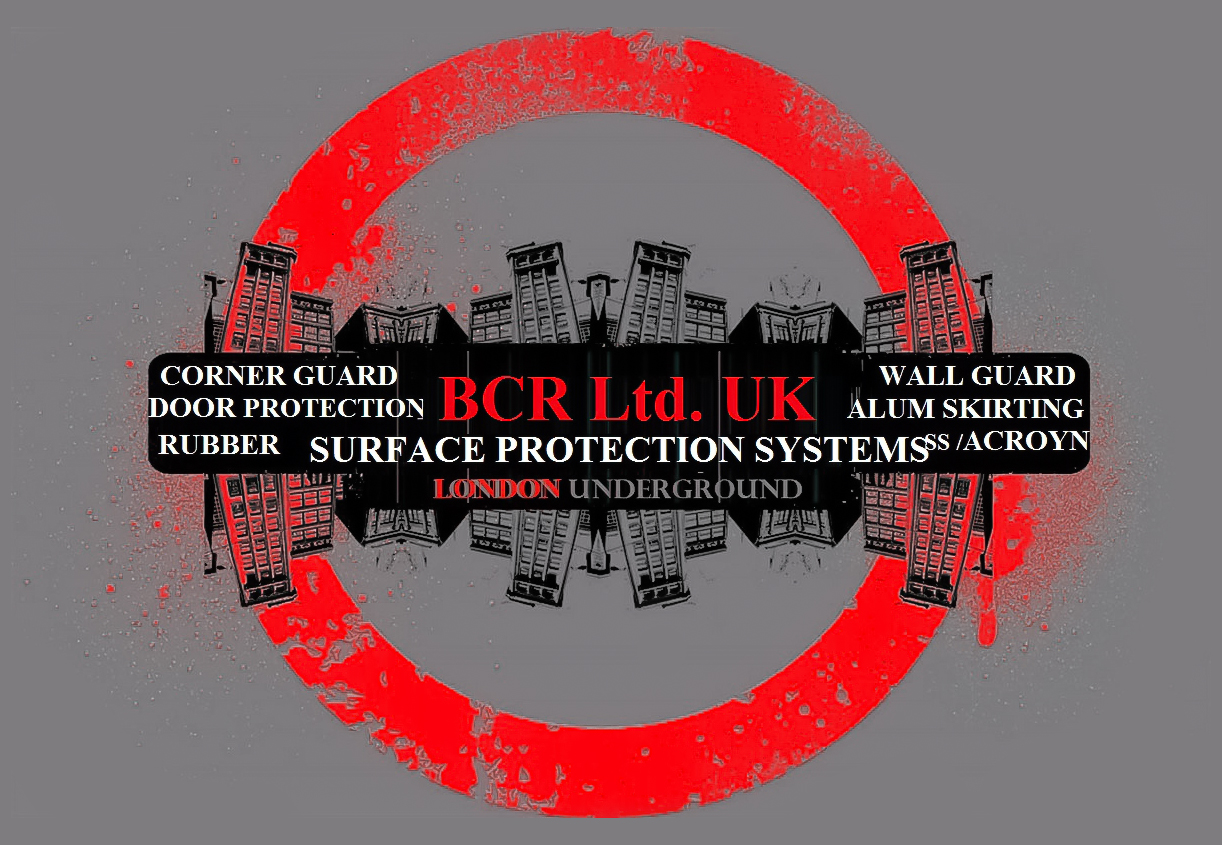 CORNER GUARD
DOOR PROTECTION
RUBBER
BCR Ltd. UK
SURFACE PROTECTION SYSTEMS
WALL GUARD
ALUM SKIRTING
SS /ACROYN
LONDON UNDERGROUND